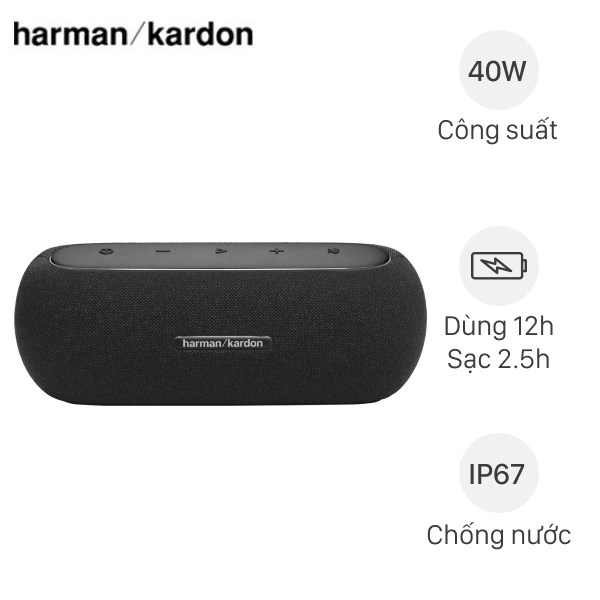 harman/kardon
40W
Công suất
harman/kardon
Dùng 12h
Sạc 2.5h
IP67
Chống nước